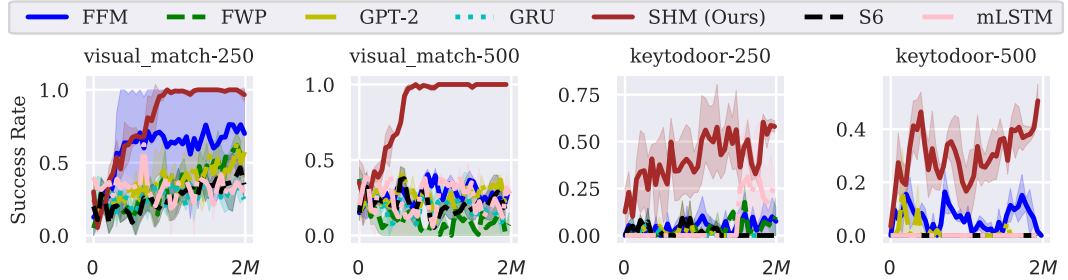 FFM FWP GPT-2 GRU SHM (Ours) S6 mLSTM
visual_match-250 visual_match-500 keytodoor-250 keytodoor-500
Success Rate
1.0 1.0 0.75 0.4
0.5 0.5 0.50 0.2
0.25
0.0 0.0 0.00 0.0
0 2M 0 2M 0 2M 0 2M